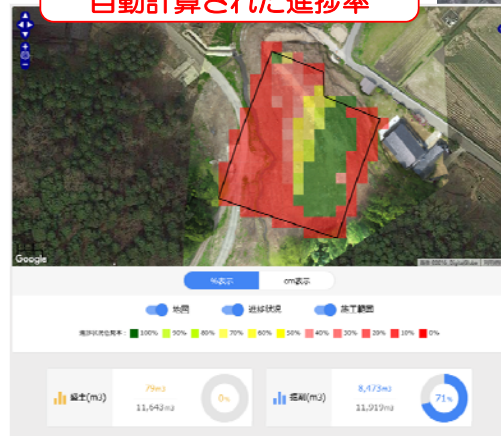 自動計算された進捗率
Google
%表示 cm表示
地図 進捗状況 施工範囲
100% 90% 80% 70% 60% 50% 40% 30% 20% 10% 0%
盛土(m3) 79m3 0%
11,643m3
掘削(m3) 8,473m3 71%
11,919m3